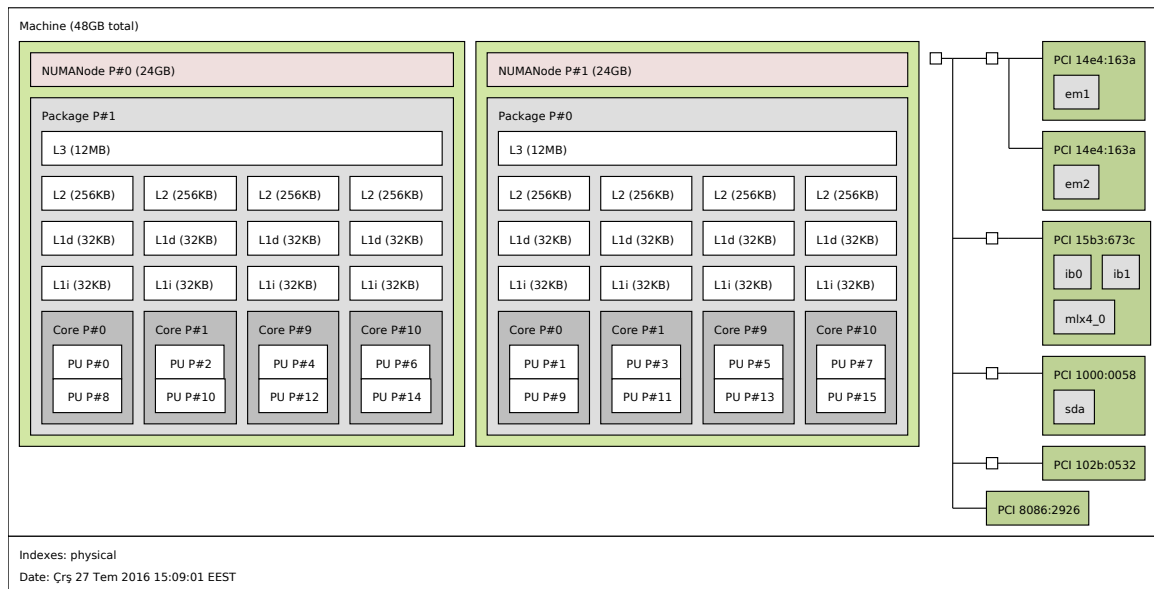 Machine (48GB total)
NUMANode P#0 (24GB)
Package P#1
L3 (12MB)
L2 (256KB) L2 (256KB) L2 (256KB) L2 (256KB)
L1d (32KB) L1d (32KB) L1d (32KB) L1d (32KB)
L1i (32KB) L1i (32KB) L1i (32KB) L1i (32KB)
Core P#0 Core P#1 Core P#9 Core P#10
PU P#0 PU P#2 PU P#4 PU P#6
PU P#8 PU P#10 PU P#12 PU P#14
NUMANode P#1 (24GB)
Package P#0
L3 (12MB)
L2 (256KB) L2 (256KB) L2 (256KB) L2 (256KB)
L1d (32KB) L1d (32KB) L1d (32KB) L1d (32KB)
L1i (32KB) L1i (32KB) L1i (32KB) L1i (32KB)
Core P#0 Core P#1 Core P#9 Core P#10
PU P#1 PU P#3 PU P#5 PU P#7
PU P#9 PU P#11 PU P#13 PU P#15
PCI 14e4:163a
em1
PCI 14e4:163a
em2
PCI 15b3:673c
ib0 ib1
mlx4_0
PCI 1000:0058
sda
PCI 102b:0532
PCI 8086:2926
Indexes: physical
Date: Çrş 27 Tem 2016 15:09:01 EEST